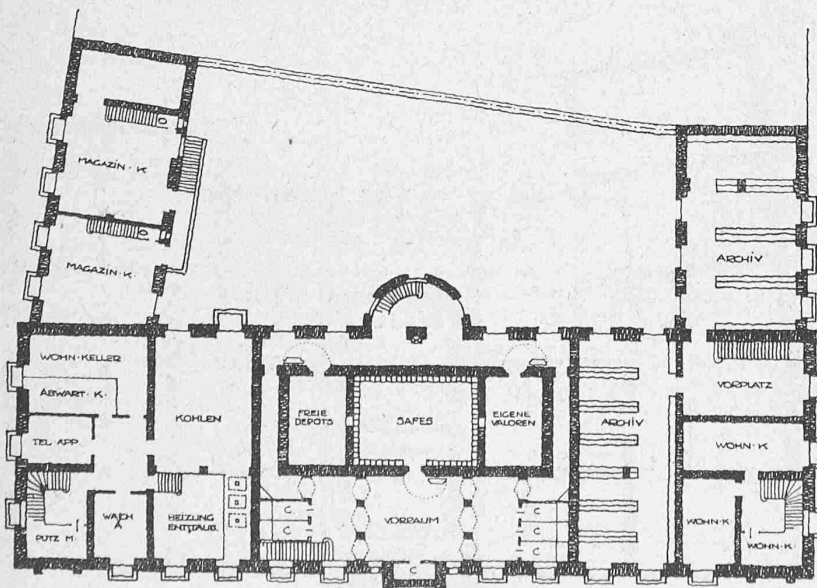 MAGAZIN · K
MAGAZIN · K.
ARCHIV
WOHN · KELLER
ABWART · K.
TEL. APP.
PUTZ M.
WASCH
A
KOHLEN
HEIZUNG
ENTSTAUB.
FREIE
DEPOTS
SAFES
EIGENE
VALOREN
VORRAUM
C
C
C
C
C
ARCHIV
VORPLATZ
WOHN · K
WOHN · K ·
WOHN · K ·